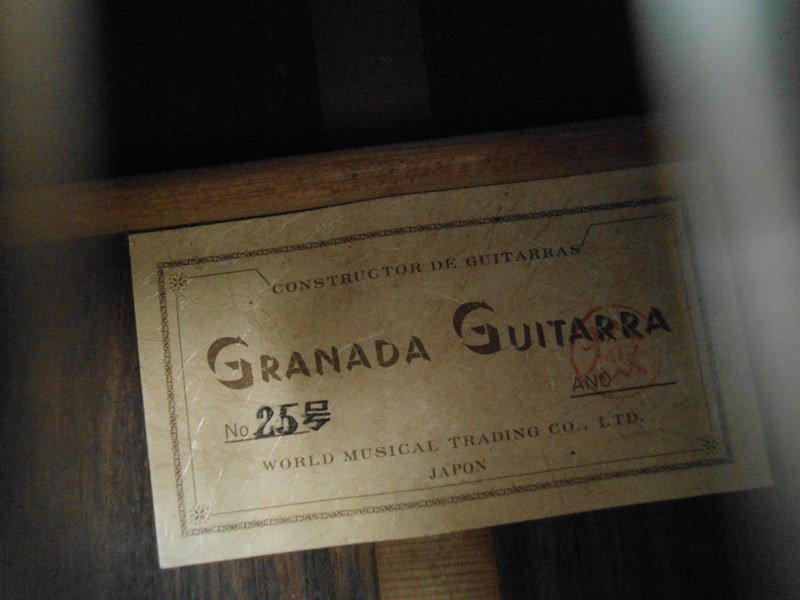 CONSTRUCTOR DE GUITARRAS
GRANADA GUITARRA
No 25号
AÑO
WORLD MUSICAL TRADING CO., LTD.
JAPON